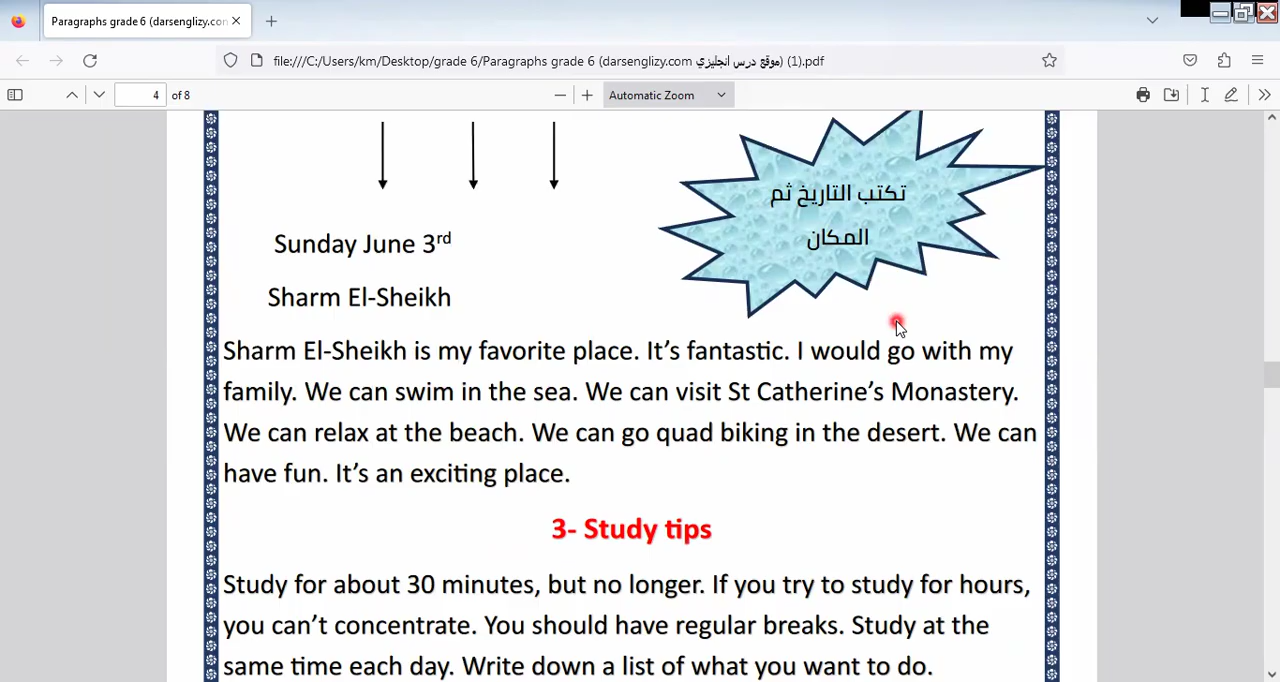 Paragraphs grade 6 (darsenglizy.con
file:///C:/Users/km/Desktop/grade 6/Paragraphs grade 6 (darsenglizy.com موقع درس انجليزي) (1).pdf
4 of 8
Automatic Zoom
تكتب التاريخ ثم
المكان
Sunday June 3rd
Sharm El-Sheikh
Sharm El-Sheikh is my favorite place. It's fantastic. I would go with my
family. We can swim in the sea. We can visit St Catherine's Monastery.
We can relax at the beach. We can go quad biking in the desert. We can
have fun. It's an exciting place.
3- Study tips
Study for about 30 minutes, but no longer. If you try to study for hours,
you can't concentrate. You should have regular breaks. Study at the
same time each day. Write down a list of what you want to do.